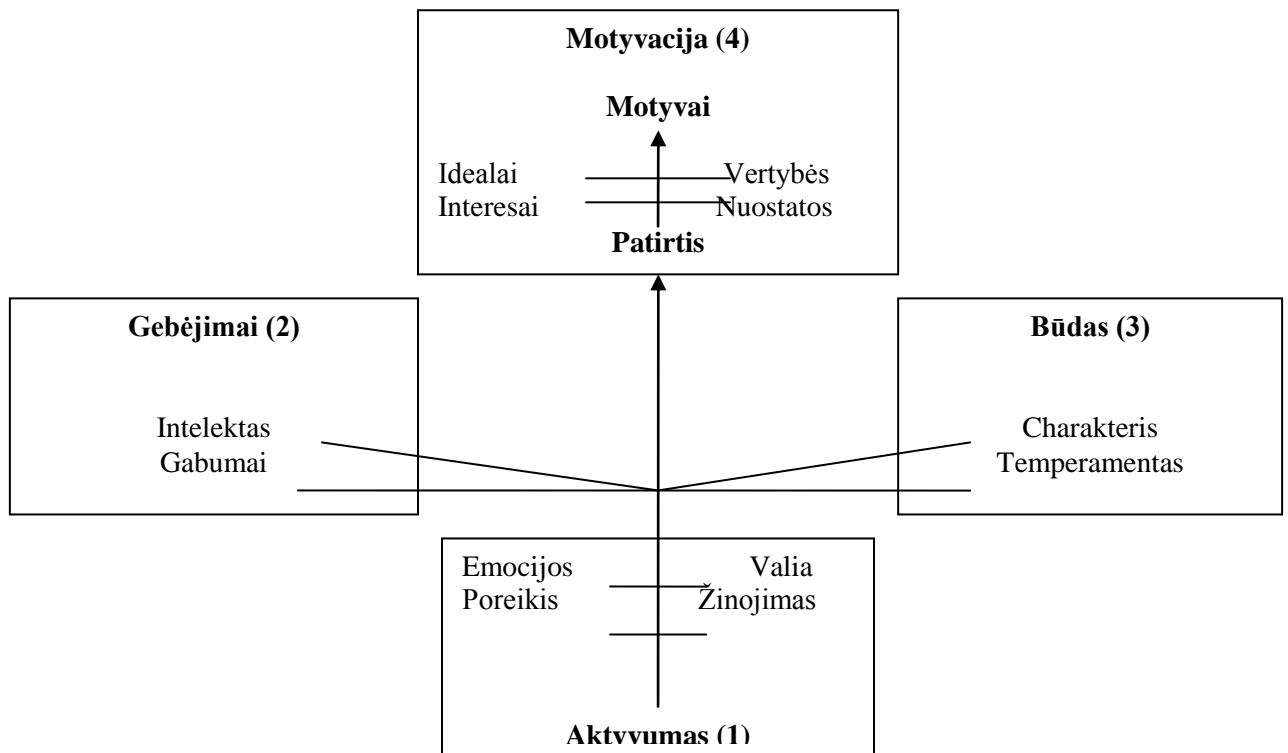 Motyvacija (4)
Motyvai
Idealai Vertybės
Interesai Nuostatos
Patirtis
Gebėjimai (2)
Būdas (3)
Intelektas
Gabumai
Charakteris
Temperamentas
Emocijos Valia
Poreikis Žinojimas
Aktyvumas (1)